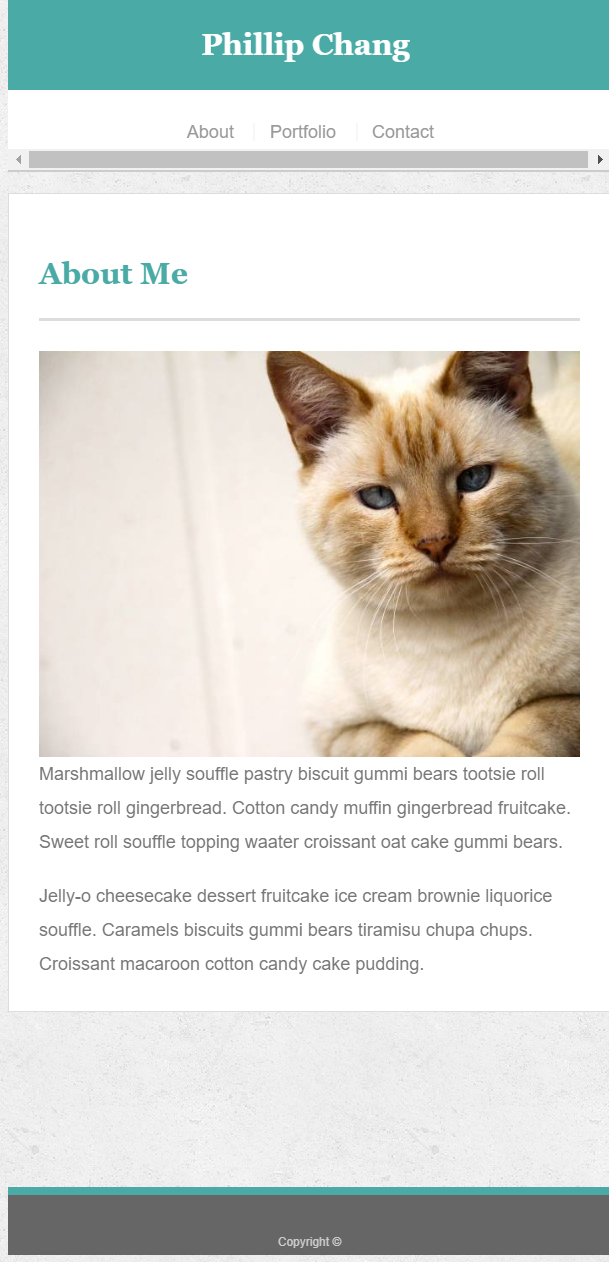 Phillip Chang
About
Portfolio
Contact
About Me
Marshmallow jelly souffle pastry biscuit gummi bears tootsie roll
tootsie roll gingerbread. Cotton candy muffin gingerbread fruitcake.
Sweet roll souffle topping waater croissant oat cake gummi bears.
Jelly-o cheesecake dessert fruitcake ice cream brownie liquorice
souffle. Caramels biscuits gummi bears tiramisu chupa chups.
Croissant macaroon cotton candy cake pudding.
Copyright ©